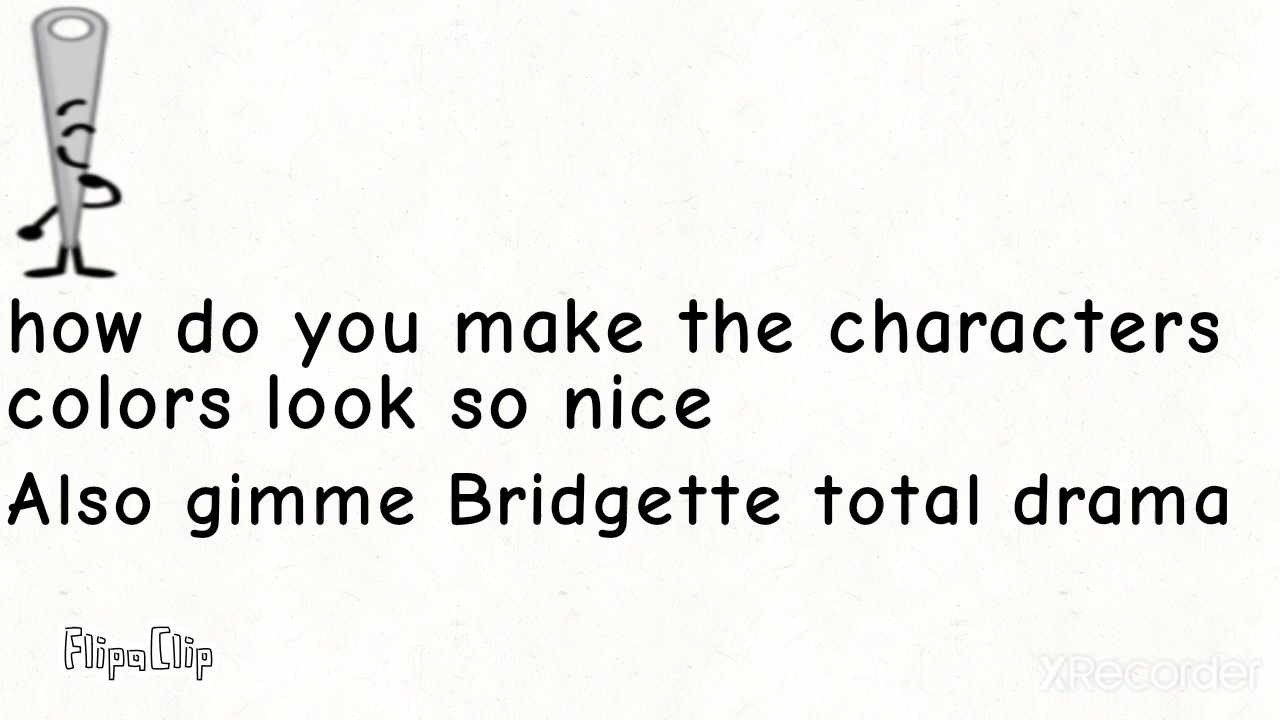 how do you make the characters
colors look so nice
Also gimme Bridgette total drama
FlipaClip
XRecorder